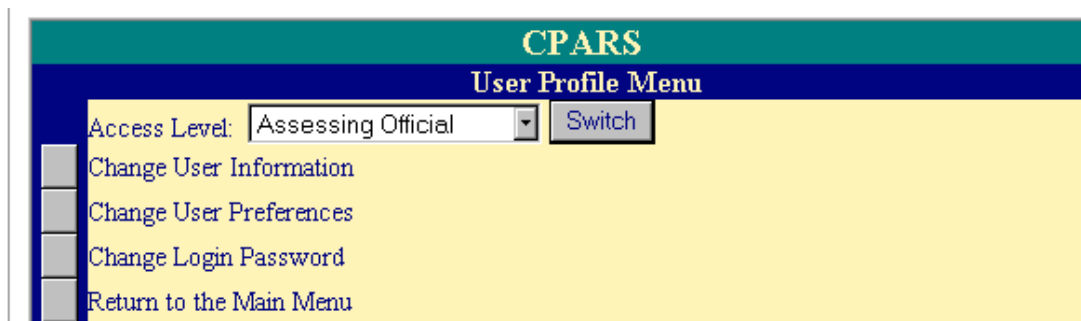 CPARS
User Profile Menu
Access Level: Assessing Official Switch
Change User Information
Change User Preferences
Change Login Password
Return to the Main Menu